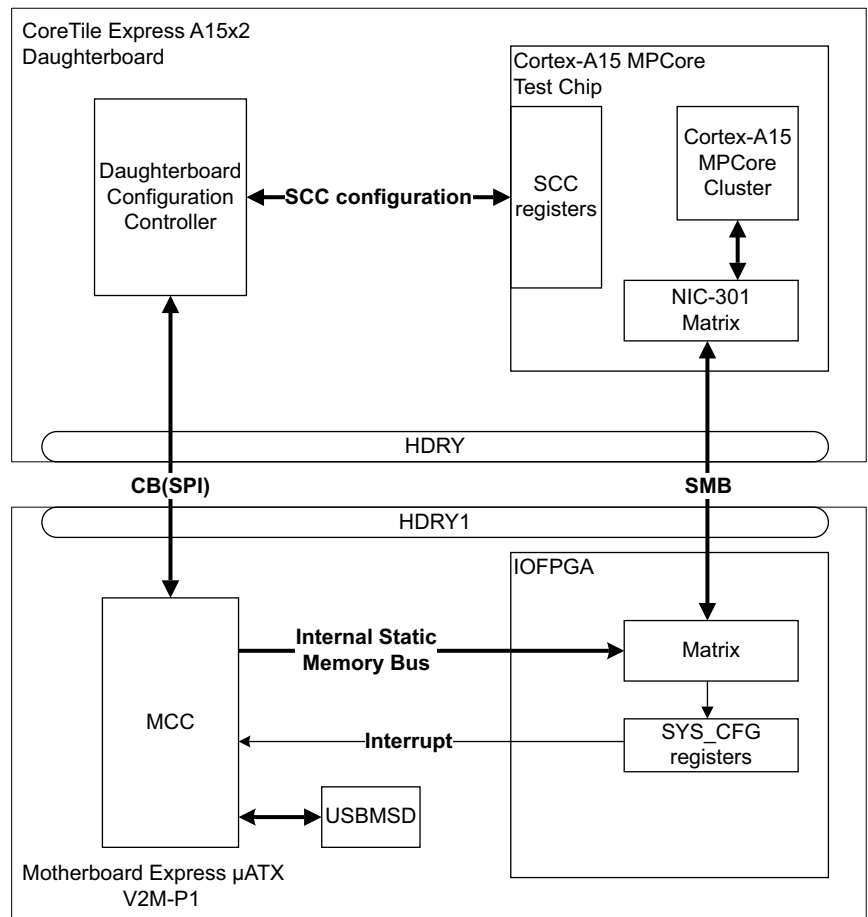 CoreTile Express A15x2
Daughterboard
Cortex-A15 MPCore
Test Chip
Daughterboard
Configuration
Controller
SCC configuration
SCC
registers
Cortex-A15
MPCore
Cluster
NIC-301
Matrix
HDRY
CB(SPI)
SMB
HDRY1
IOFPGA
MCC
Internal Static
Memory Bus
Matrix
Interrupt
SYS_CFG
registers
USBMSD
Motherboard Express µATX
V2M-P1